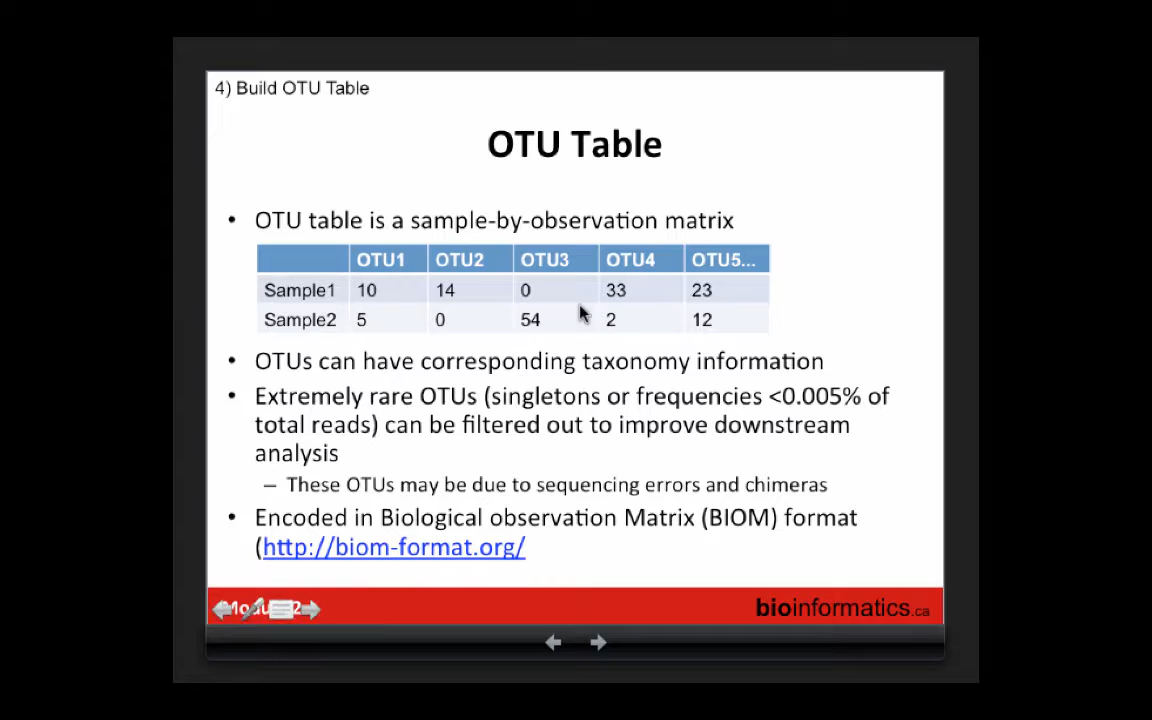 4) Build OTU Table
OTU Table
• OTU table is a sample-by-observation matrix
OTU1 OTU2 OTU3 OTU4 OTU5...
Sample1 10 14 0 33 23
Sample2 5 0 54 2 12
• OTUs can have corresponding taxonomy information
• Extremely rare OTUs (singletons or frequencies <0.005% of
total reads) can be filtered out to improve downstream
analysis
– These OTUs may be due to sequencing errors and chimeras
• Encoded in Biological observation Matrix (BIOM) format
(http://biom-format.org/
bioinformatics.ca